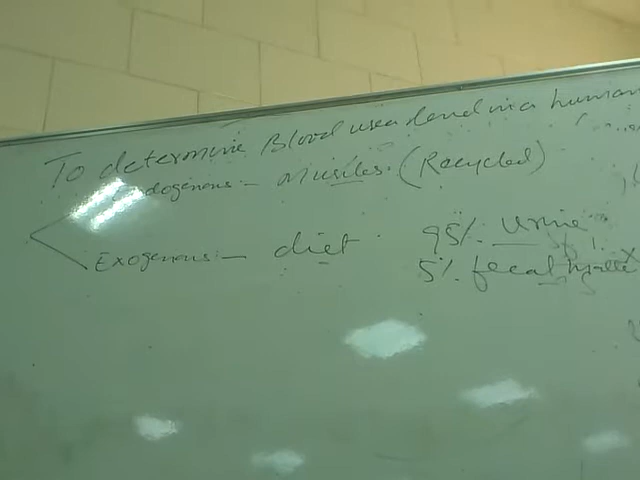 To determine Blood urea level in a human
Endogenous:- Muscles. (Recycled)
Exogenous:- diet
95% Urine
5% fecal matter